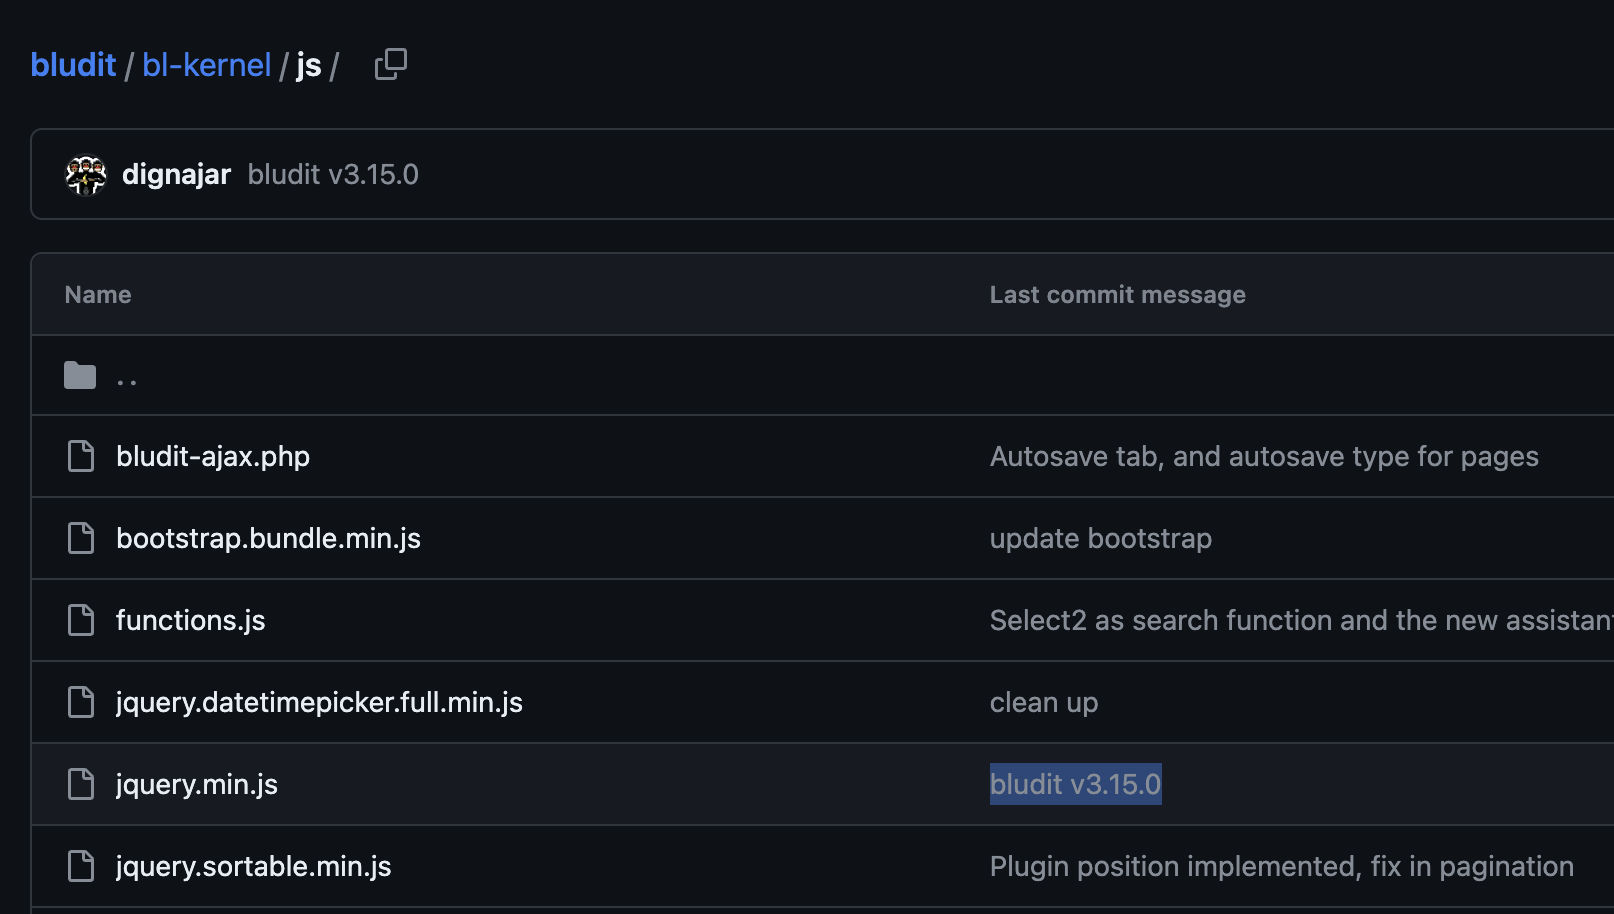 bludit / bl-kernel / js /
dignajar bludit v3.15.0
Name Last commit message
..
bludit-ajax.php Autosave tab, and autosave type for pages
bootstrap.bundle.min.js update bootstrap
functions.js Select2 as search function and the new assistant
jquery.datetimepicker.full.min.js clean up
jquery.min.js bludit v3.15.0
jquery.sortable.min.js Plugin position implemented, fix in pagination